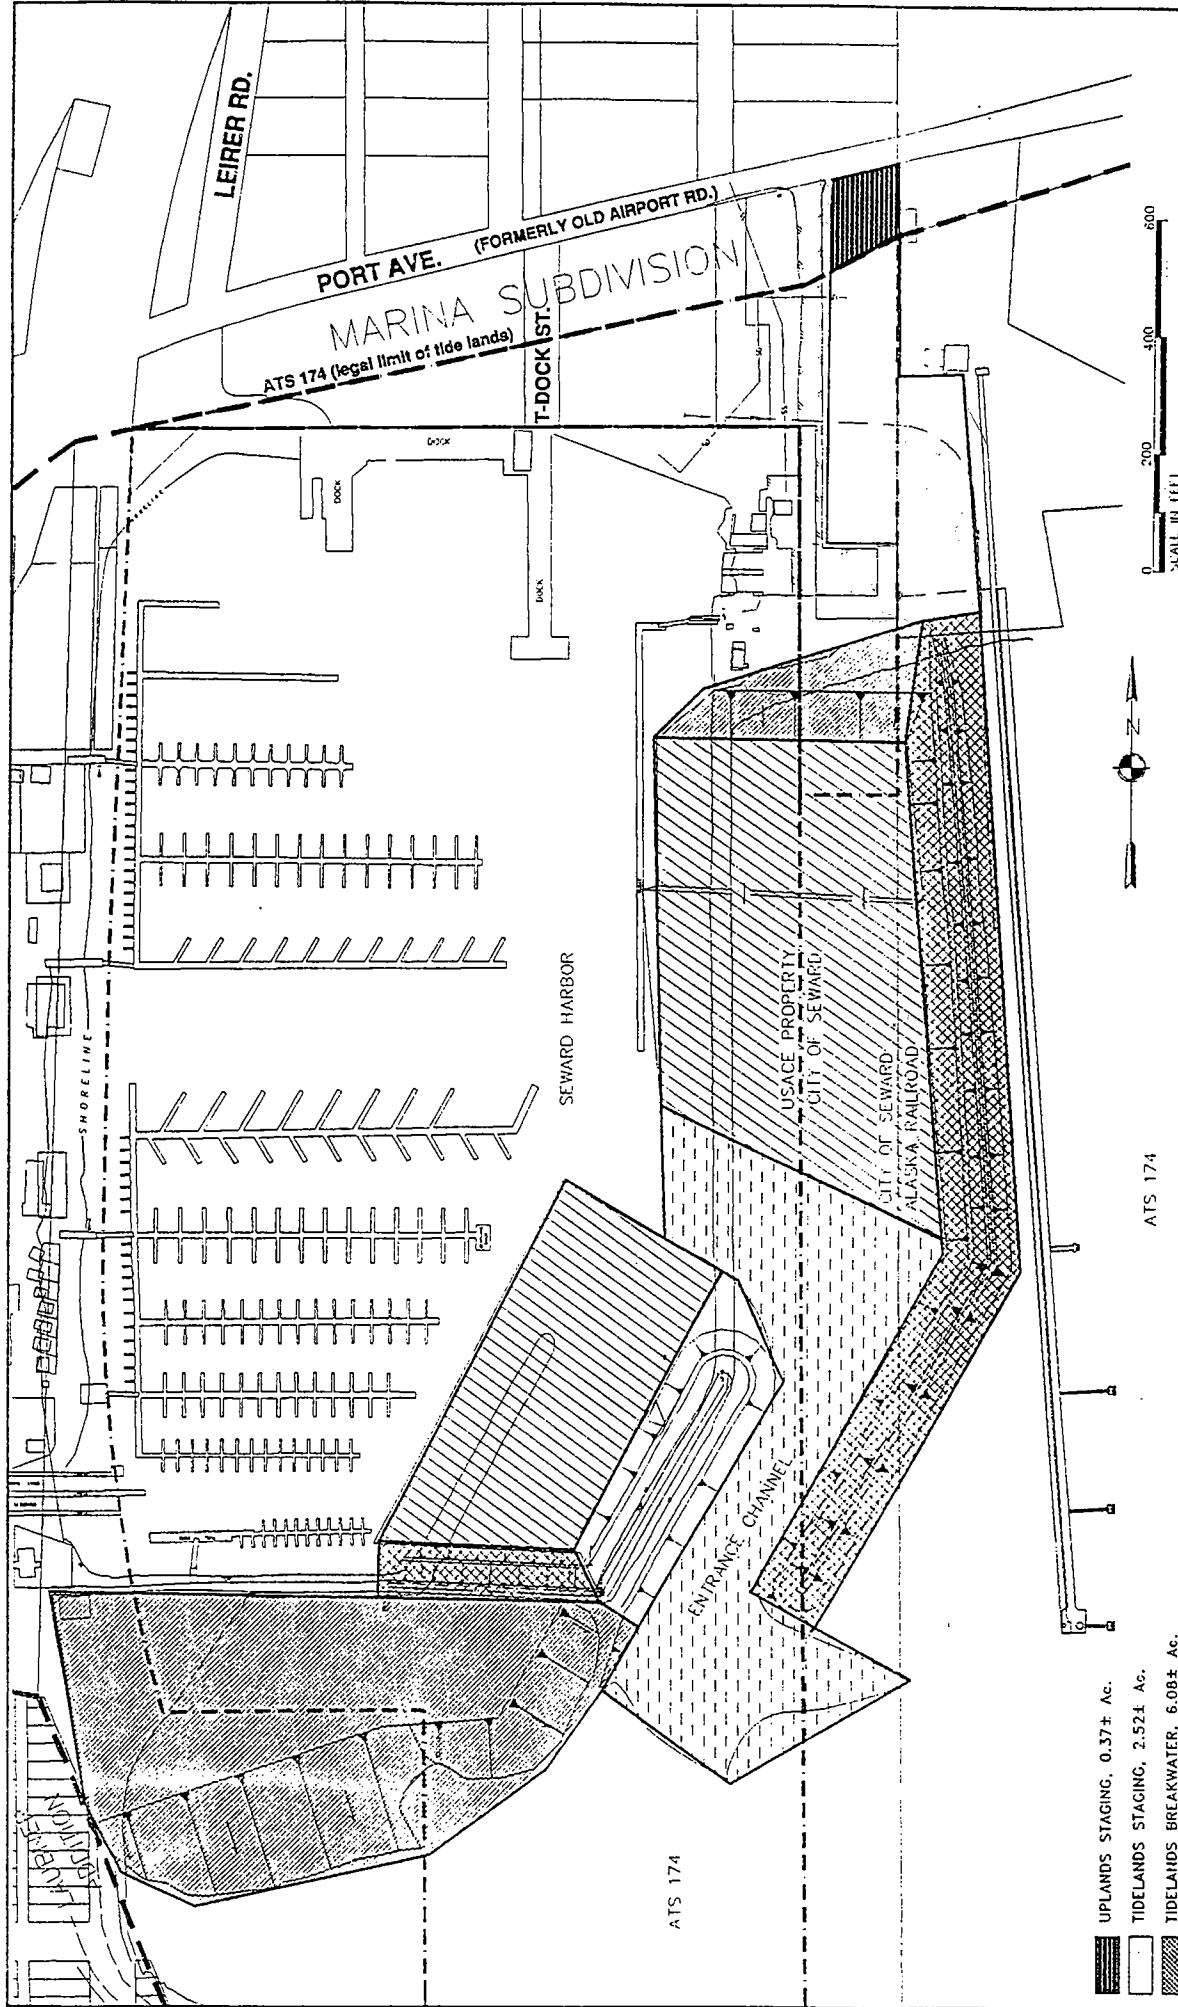 LEIRER RD.
PORT AVE. (FORMERLY OLD AIRPORT RD.)
MARINA SUBDIVISION
ATS 174 (legal limit of tide lands)
T-DOCK ST.
DOCK
DOCK
DOCK
SHORELINE
SEWARD HARBOR
USACE PROPERTY
CITY OF SEWARD
CITY OF SEWARD
ALASKA RAILROAD
ENTRANCE CHANNEL
ATS 174
ATS 174
N
0 200 400 600
SCALE IN FEET
UPLANDS STAGING, 0.37± Ac.
TIDELANDS STAGING, 2.52± Ac.
TIDELANDS BREAKWATER, 6.08± Ac.